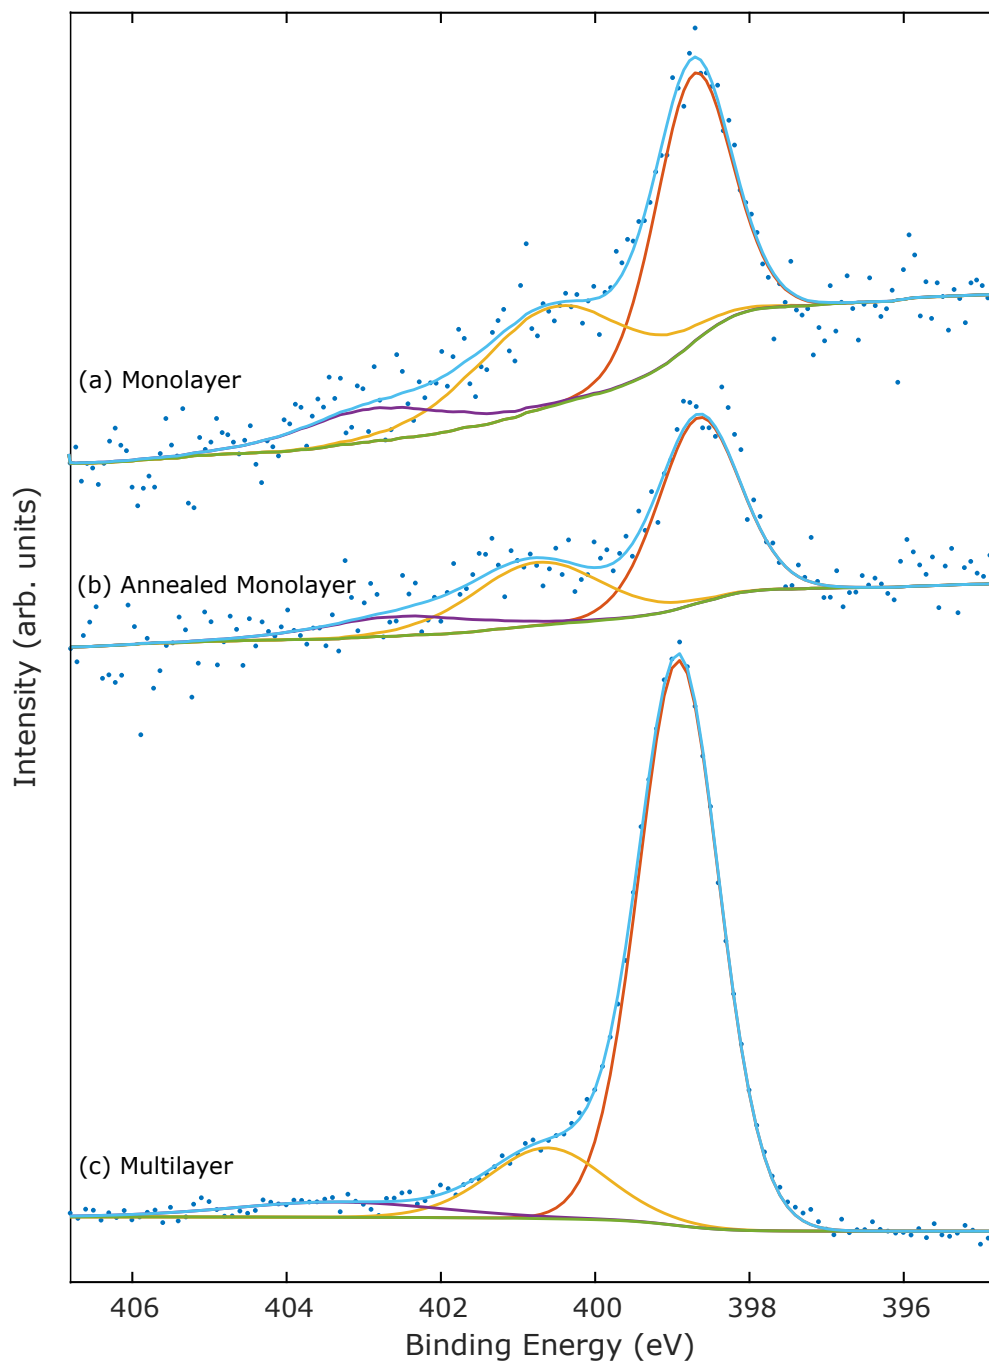 (a) Monolayer
(b) Annealed Monolayer
(c) Multilayer
Intensity (arb. units)
406 404 402 400 398 396
Binding Energy (eV)